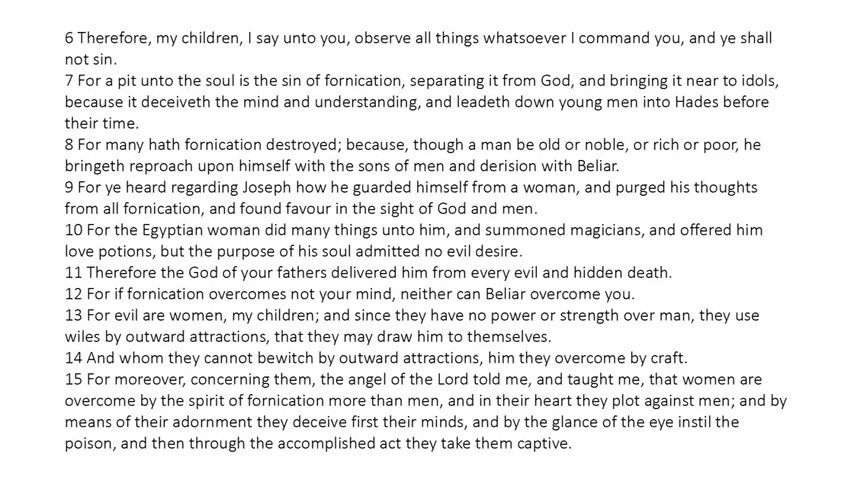 6 Therefore, my children, I say unto you, observe all things whatsoever I command you, and ye shall
not sin.
7 For a pit unto the soul is the sin of fornication, separating it from God, and bringing it near to idols,
because it deceiveth the mind and understanding, and leadeth down young men into Hades before
their time.
8 For many hath fornication destroyed; because, though a man be old or noble, or rich or poor, he
bringeth reproach upon himself with the sons of men and derision with Beliar.
9 For ye heard regarding Joseph how he guarded himself from a woman, and purged his thoughts
from all fornication, and found favour in the sight of God and men.
10 For the Egyptian woman did many things unto him, and summoned magicians, and offered him
love potions, but the purpose of his soul admitted no evil desire.
11 Therefore the God of your fathers delivered him from every evil and hidden death.
12 For if fornication overcomes not your mind, neither can Beliar overcome you.
13 For evil are women, my children; and since they have no power or strength over man, they use
wiles by outward attractions, that they may draw him to themselves.
14 And whom they cannot bewitch by outward attractions, him they overcome by craft.
15 For moreover, concerning them, the angel of the Lord told me, and taught me, that women are
overcome by the spirit of fornication more than men, and in their heart they plot against men; and by
means of their adornment they deceive first their minds, and by the glance of the eye instil the
poison, and then through the accomplished act they take them captive.